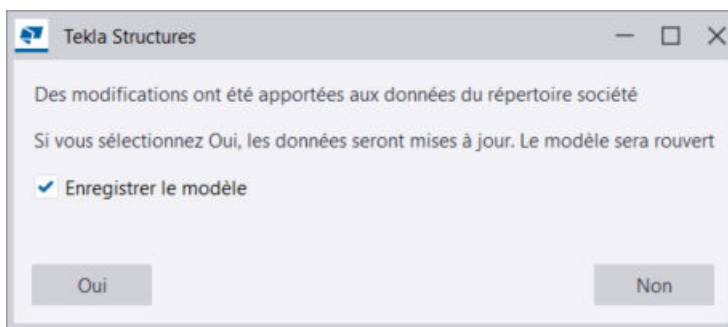 Tekla Structures
Des modifications ont été apportées aux données du répertoire société
Si vous sélectionnez Oui, les données seront mises à jour. Le modèle sera rouvert
Enregistrer le modèle
Oui
Non